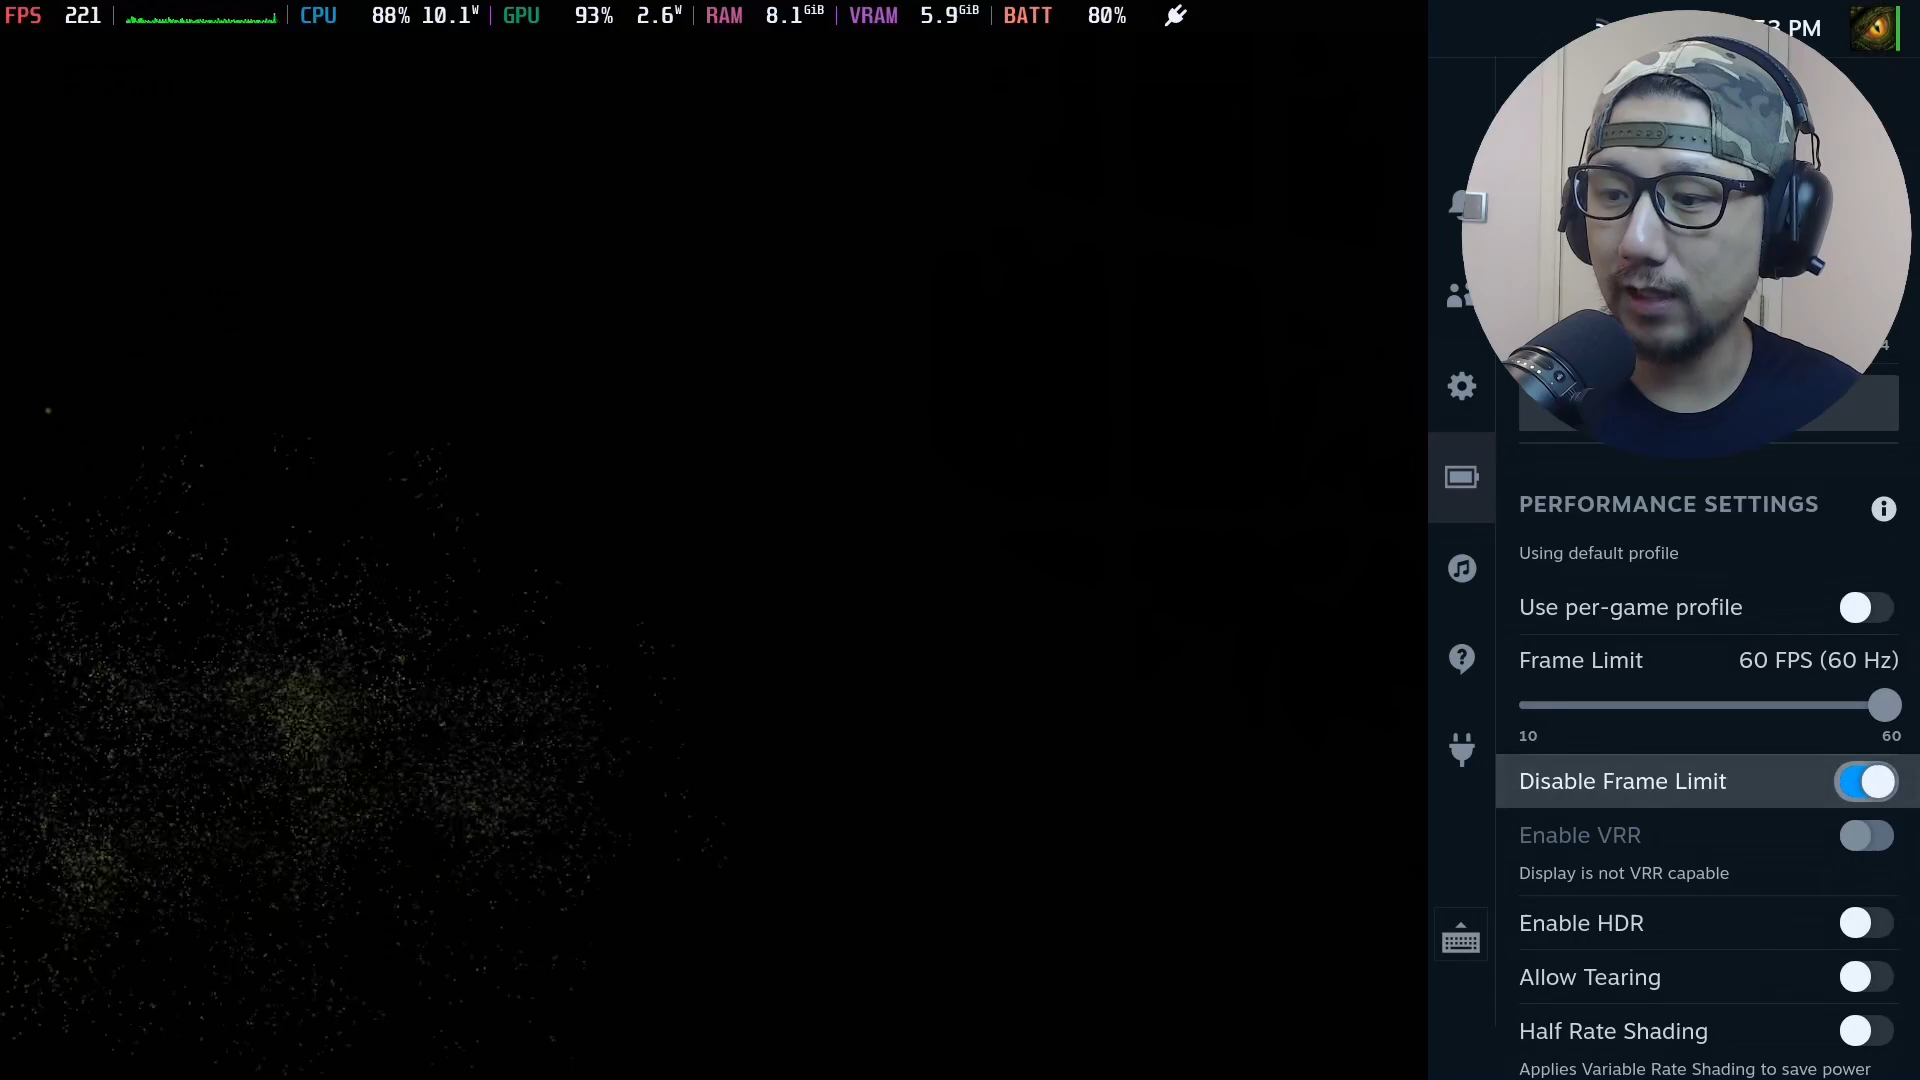 FPS 221 CPU 88% 10.1W GPU 93% 2.6W RAM 8.1GiB VRAM 5.9GiB BATT 80%
3 PM
4
PERFORMANCE SETTINGS
Using default profile
Use per-game profile
Frame Limit 60 FPS (60 Hz)
10 60
Disable Frame Limit
Enable VRR
Display is not VRR capable
Enable HDR
Allow Tearing
Half Rate Shading
Applies Variable Rate Shading to save power